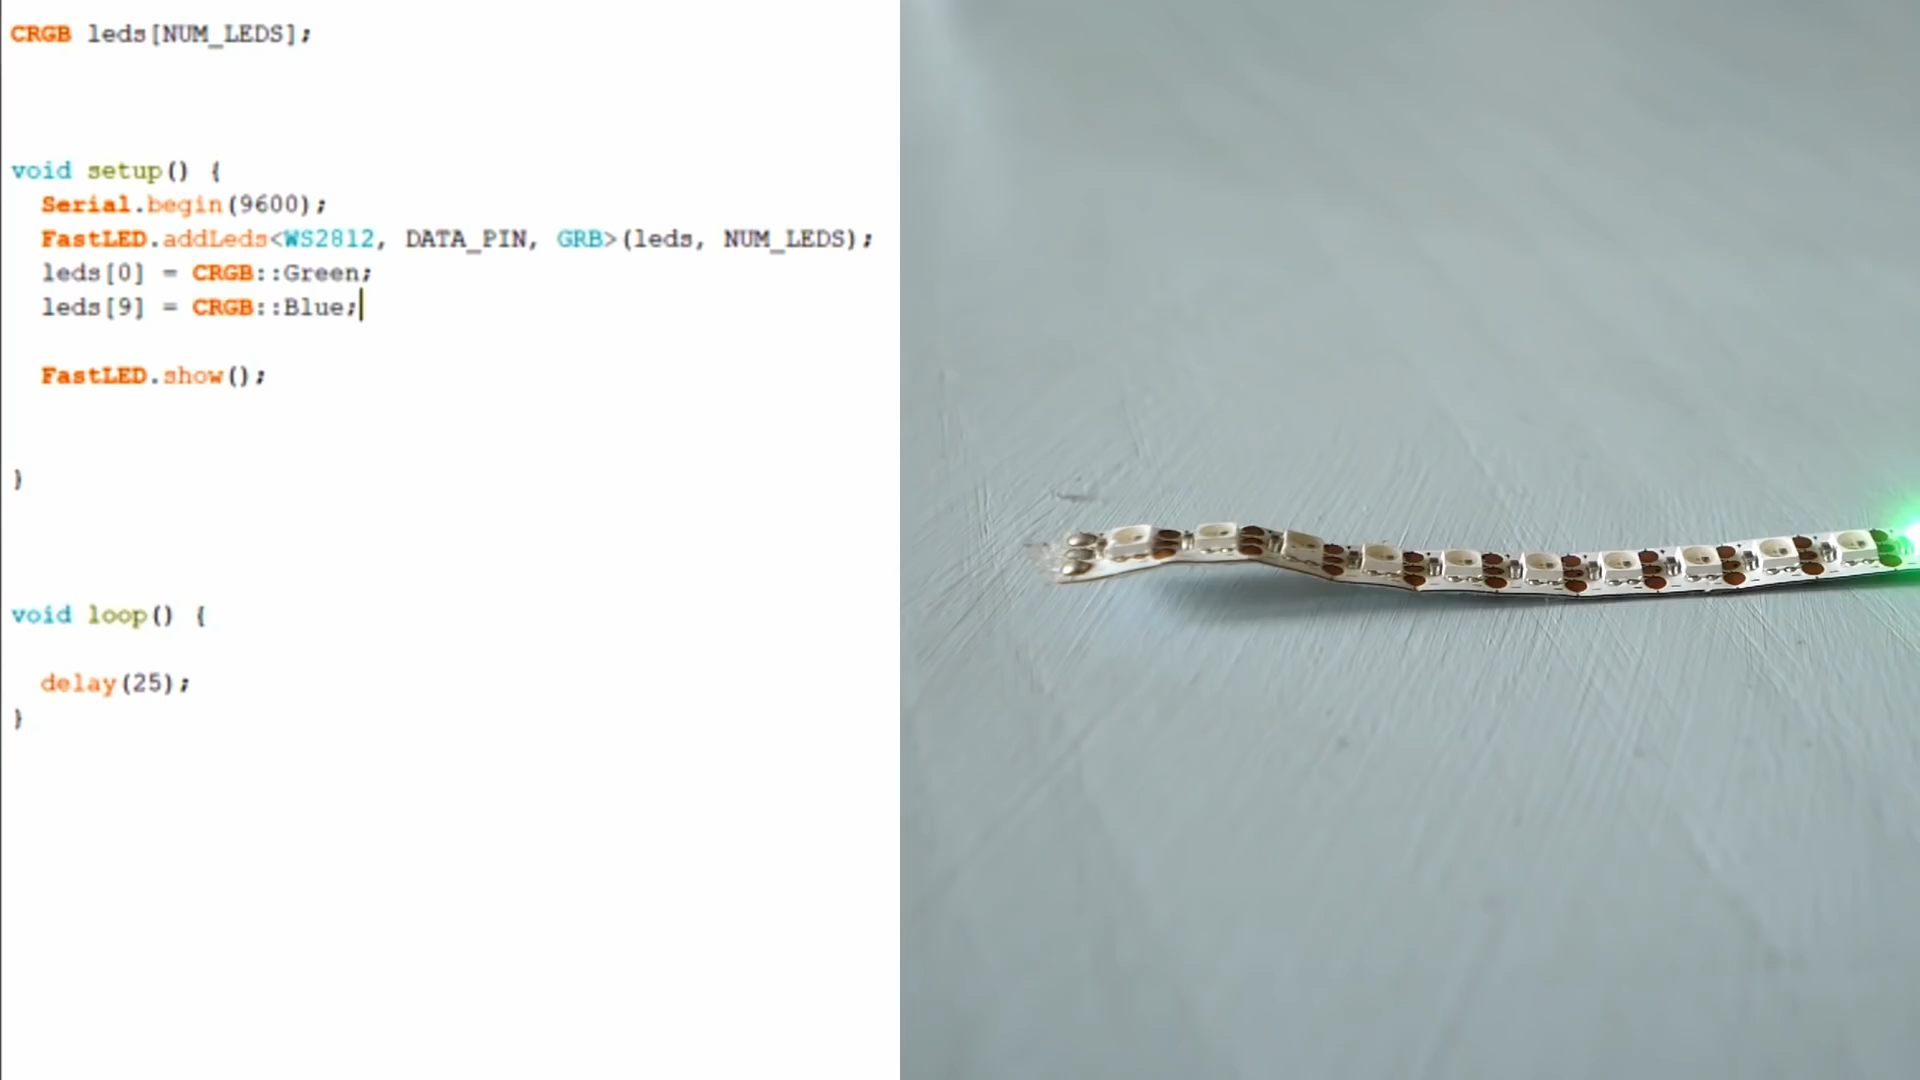 CRGB leds[NUM_LEDS];
void setup() {
Serial.begin(9600);
FastLED.addLeds<WS2812, DATA_PIN, GRB>(leds, NUM_LEDS);
leds[0] = CRGB::Green;
leds[9] = CRGB::Blue;
FastLED.show();
}
void loop() {
delay(25);
}